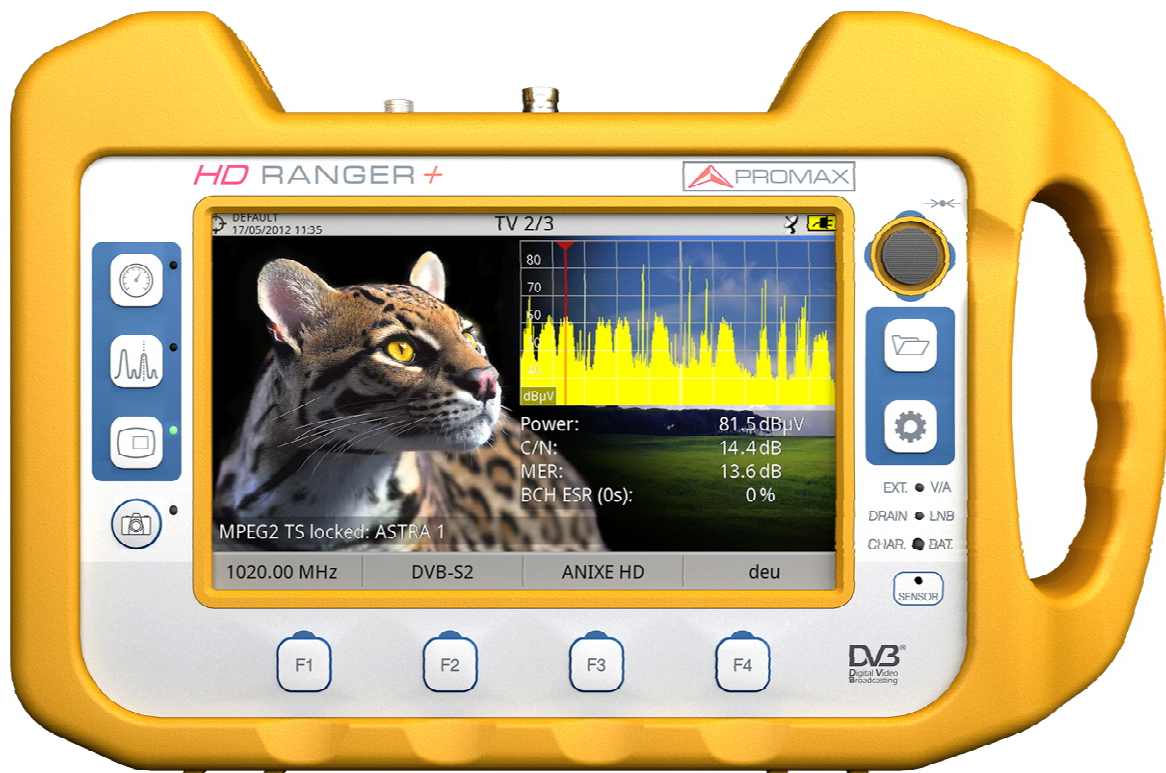 HD RANGER +
PROMAX
DEFAULT
17/05/2012 11:35
TV 2/3
80
70
60
50
40
dBµV
Power: 81.5 dBµV
C/N: 14.4 dB
MER: 13.6 dB
BCH ESR (0s): 0 %
MPEG2 TS locked: ASTRA 1
1020.00 MHz DVB-S2 ANIXE HD deu
EXT. V/A
DRAIN LNB
CHAR. BAT.
SENSOR
F1 F2 F3 F4
DVB®
Digital Video
Broadcasting